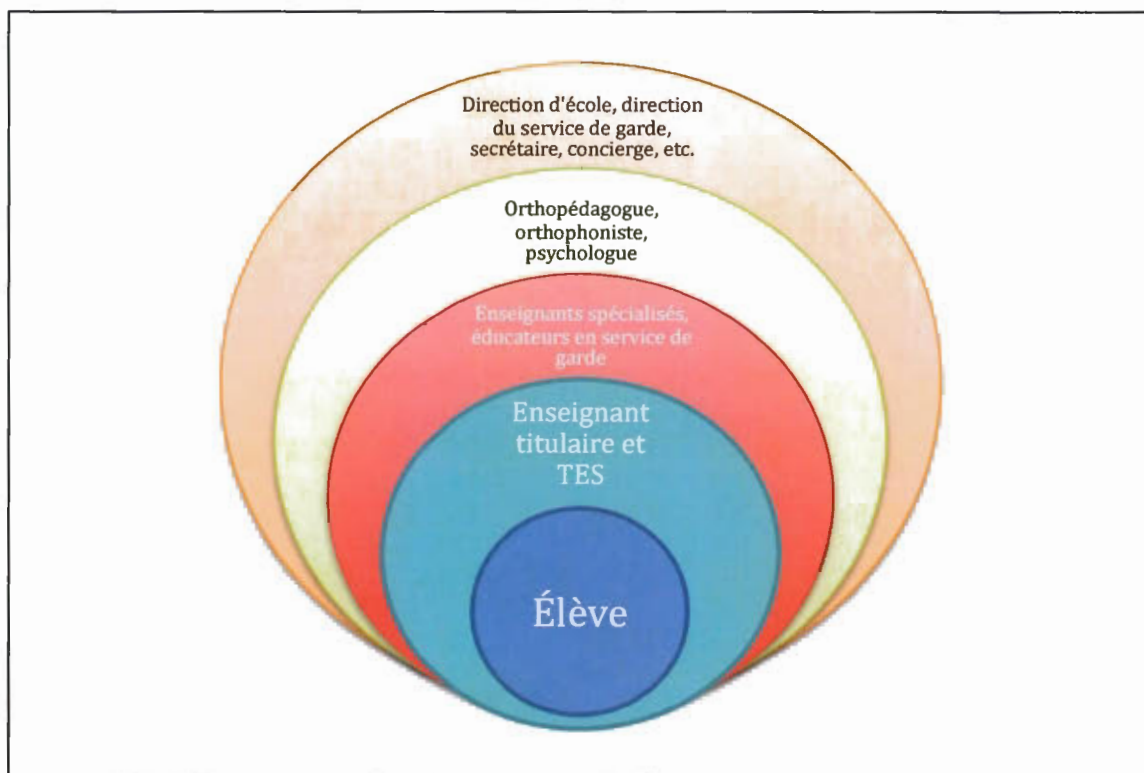 Direction d'école, direction
du service de garde,
secrétaire, concierge, etc.
Orthopédagogue,
orthophoniste,
psychologue
Enseignants spécialisés,
éducateurs en service de
garde
Enseignant
titulaire et
TES
Élève